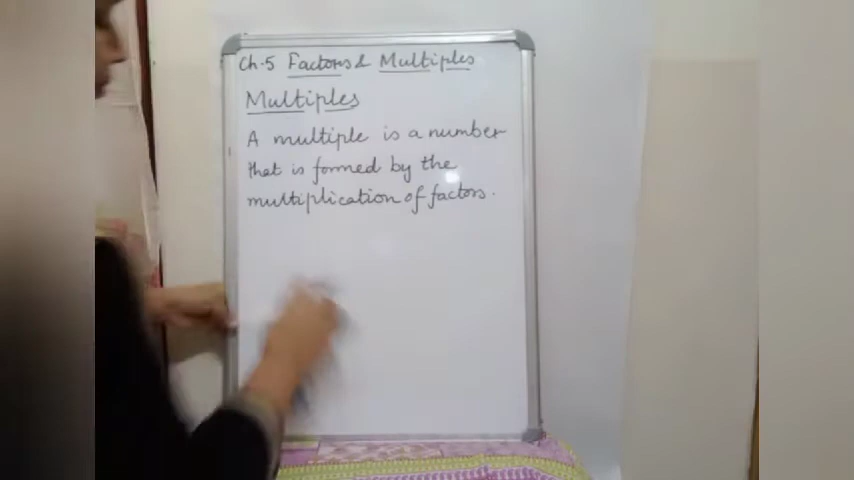 Ch-5 Factors & Multiples
Multiples
A multiple is a number
that is formed by the
multiplication of factors.